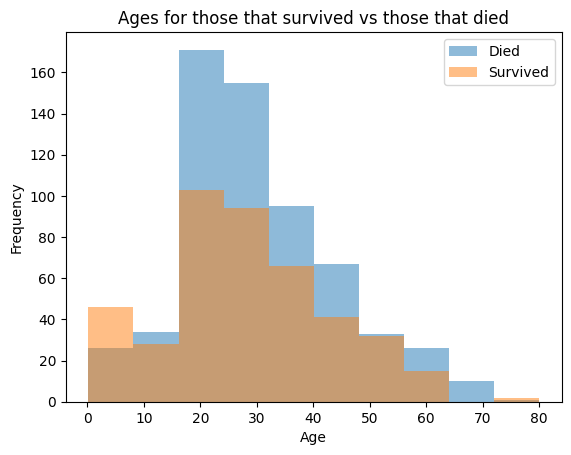 Ages for those that survived vs those that died
Died
Survived
Frequency
160
140
120
100
80
60
40
20
0
0 10 20 30 40 50 60 70 80
Age